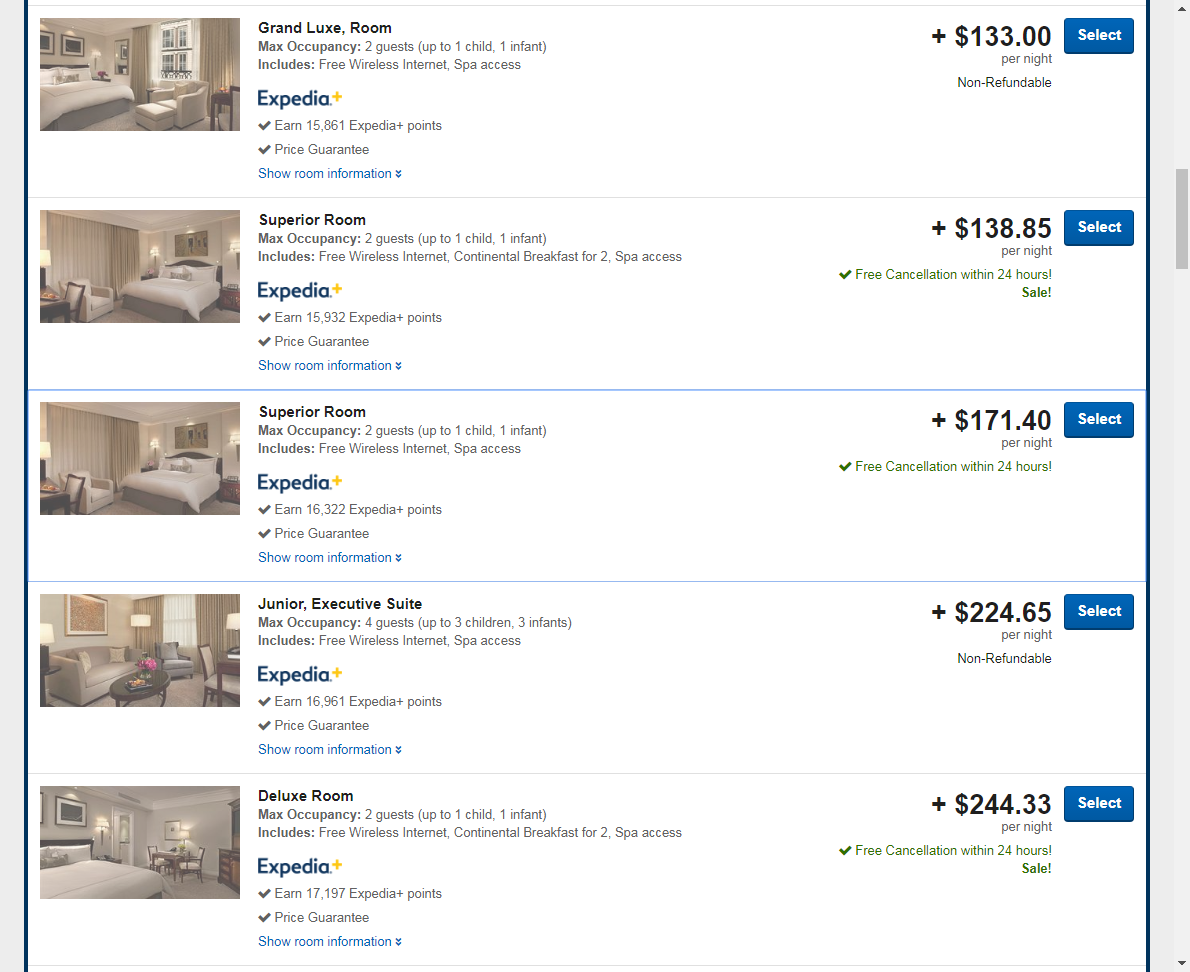 Grand Luxe, Room
Max Occupancy: 2 guests (up to 1 child, 1 infant)
Includes: Free Wireless Internet, Spa access
Expedia+
Earn 15,861 Expedia+ points
Price Guarantee
Show room information
+ $133.00
per night
Non-Refundable
Select
Superior Room
Max Occupancy: 2 guests (up to 1 child, 1 infant)
Includes: Free Wireless Internet, Continental Breakfast for 2, Spa access
Expedia+
Earn 15,932 Expedia+ points
Price Guarantee
Show room information
+ $138.85
per night
Free Cancellation within 24 hours!
Sale!
Select
Superior Room
Max Occupancy: 2 guests (up to 1 child, 1 infant)
Includes: Free Wireless Internet, Spa access
Expedia+
Earn 16,322 Expedia+ points
Price Guarantee
Show room information
+ $171.40
per night
Free Cancellation within 24 hours!
Select
Junior, Executive Suite
Max Occupancy: 4 guests (up to 3 children, 3 infants)
Includes: Free Wireless Internet, Spa access
Expedia+
Earn 16,961 Expedia+ points
Price Guarantee
Show room information
+ $224.65
per night
Non-Refundable
Select
Deluxe Room
Max Occupancy: 2 guests (up to 1 child, 1 infant)
Includes: Free Wireless Internet, Continental Breakfast for 2, Spa access
Expedia+
Earn 17,197 Expedia+ points
Price Guarantee
Show room information
+ $244.33
per night
Free Cancellation within 24 hours!
Sale!
Select